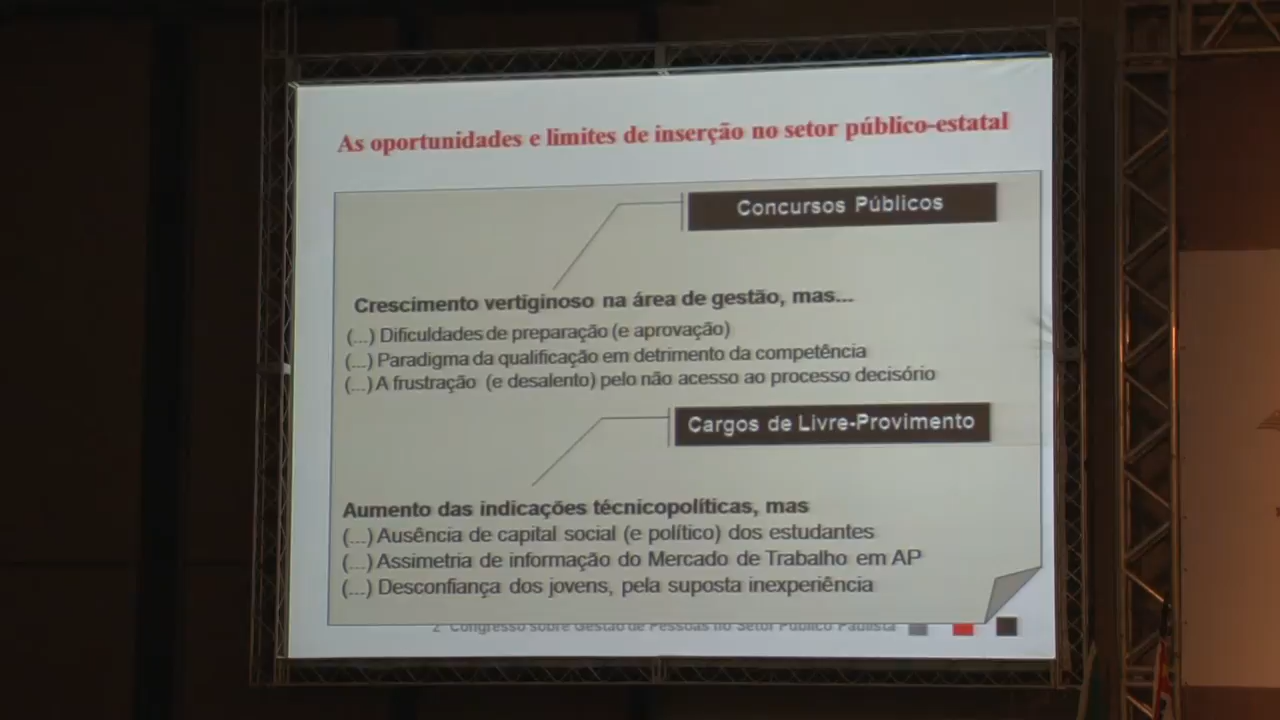 As oportunidades e limites de inserção no setor público-estatal
Concursos Públicos
Crescimento vertiginoso na área de gestão, mas...
(...) Dificuldades de preparação (e aprovação)
(...) Paradigma da qualificação em detrimento da competência
(...) A frustração (e desalento) pelo não acesso ao processo decisório
Cargos de Livre-Provimento
Aumento das indicações técnicopolíticas, mas
(...) Ausência de capital social (e político) dos estudantes
(...) Assimetria de informação do Mercado de Trabalho em AP
(...) Desconfiança dos jovens, pela suposta inexperiência
2 Congresso sobre Gestão de Pessoas no Setor Público Paulista